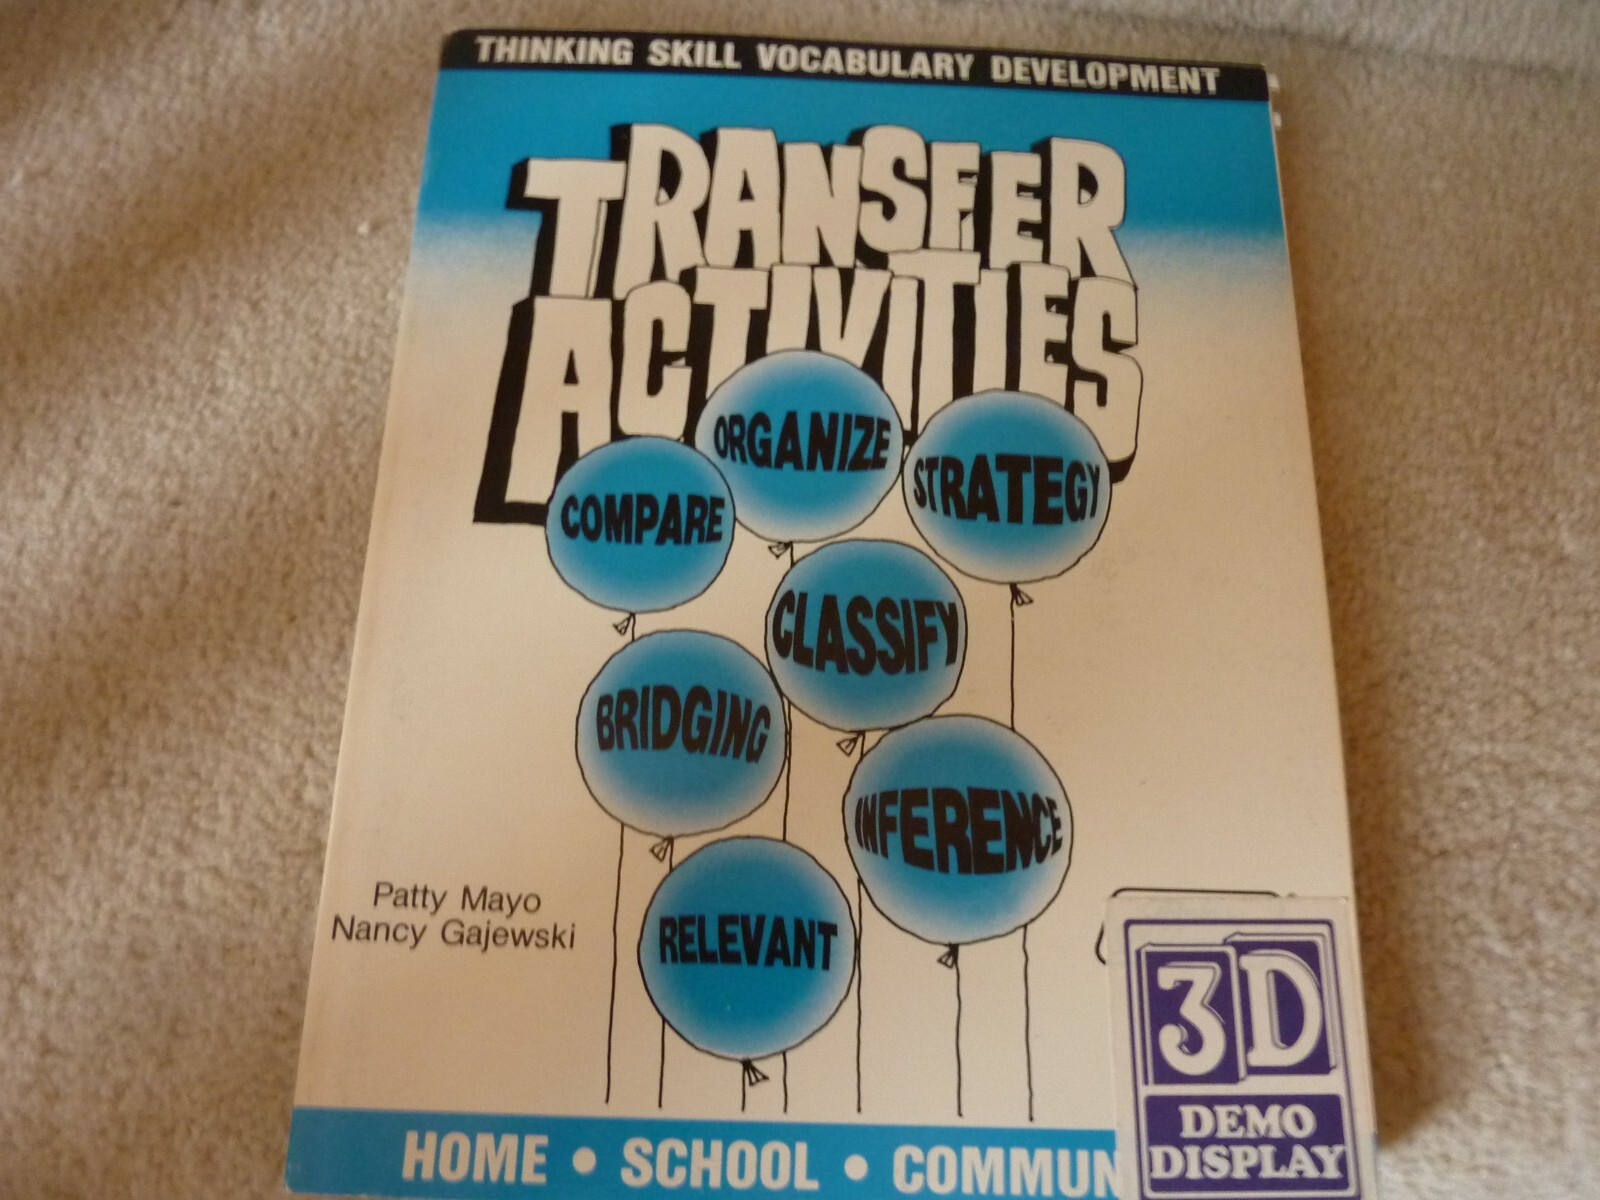 THINKING SKILL VOCABULARY DEVELOPMENT
TRANSFER
ACTIVITIES
ORGANIZE
STRATEGY
COMPARE
CLASSIFY
BRIDGING
INFERENCE
RELEVANT
Patty Mayo
Nancy Gajewski
3D
DEMO
DISPLAY
HOME • SCHOOL • COMMUN